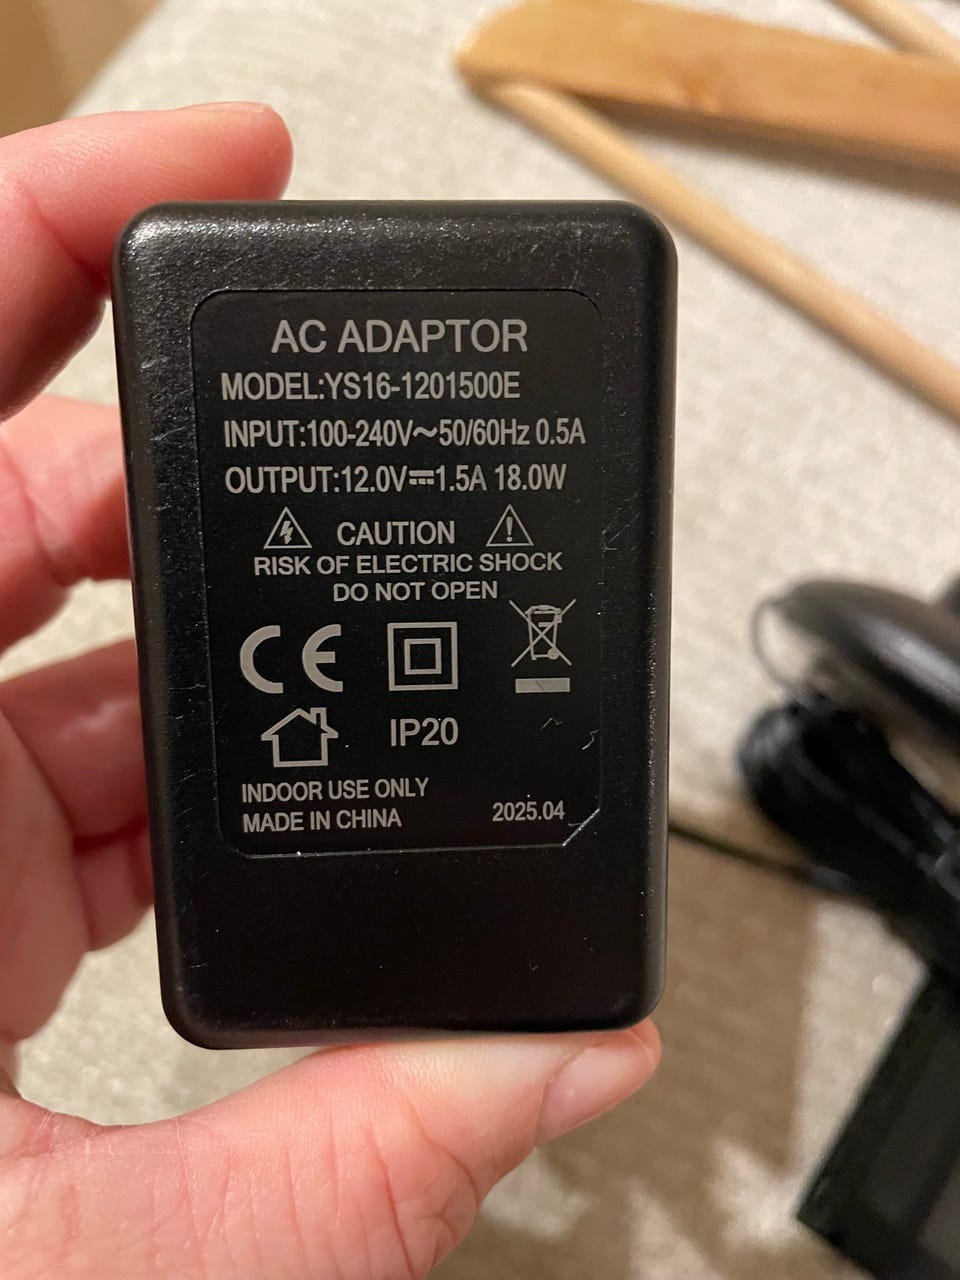 AC ADAPTOR
MODEL:YS16-1201500E
INPUT:100-240V～50/60Hz 0.5A
OUTPUT:12.0V⎓1.5A 18.0W
CAUTION
RISK OF ELECTRIC SHOCK
DO NOT OPEN
CE
IP20
INDOOR USE ONLY
MADE IN CHINA 2025.04